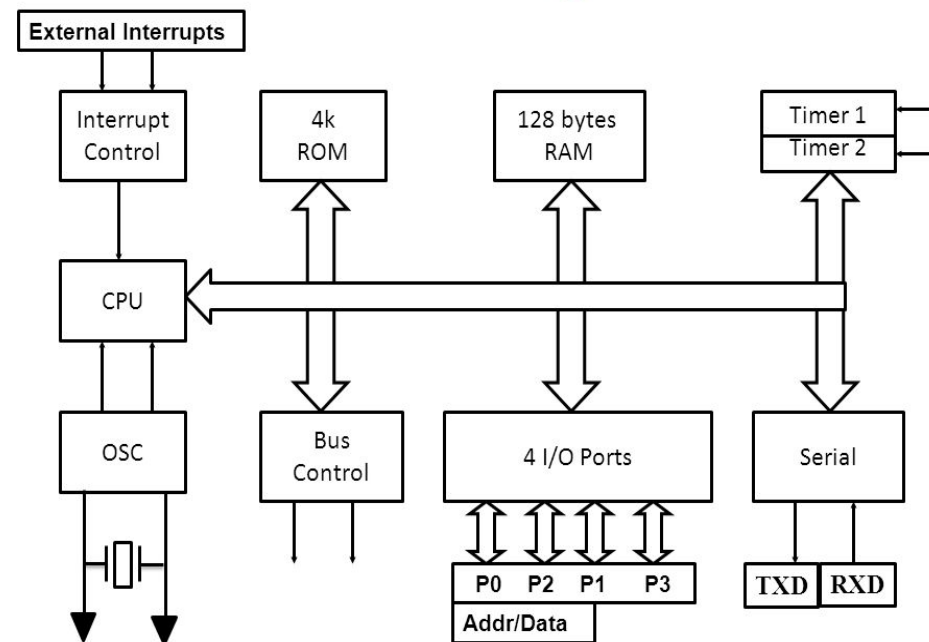 External Interrupts
Interrupt
Control
4k
ROM
128 bytes
RAM
Timer 1
Timer 2
CPU
OSC
Bus
Control
4 I/O Ports
Serial
P0 P2 P1 P3
Addr/Data
TXD RXD